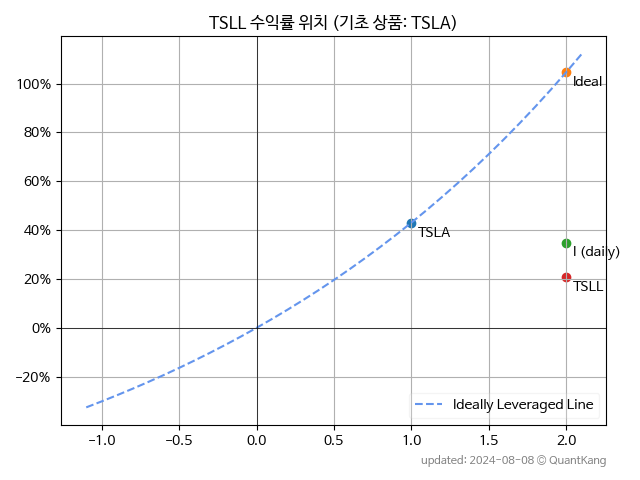 TSLL 수익률 위치 (기초 상품: TSLA)
100%
80%
60%
40%
20%
0%
−20%
Ideal
TSLA
I (daily)
TSLL
Ideally Leveraged Line
−1.0 −0.5 0.0 0.5 1.0 1.5 2.0
updated: 2024-08-08 © QuantKang